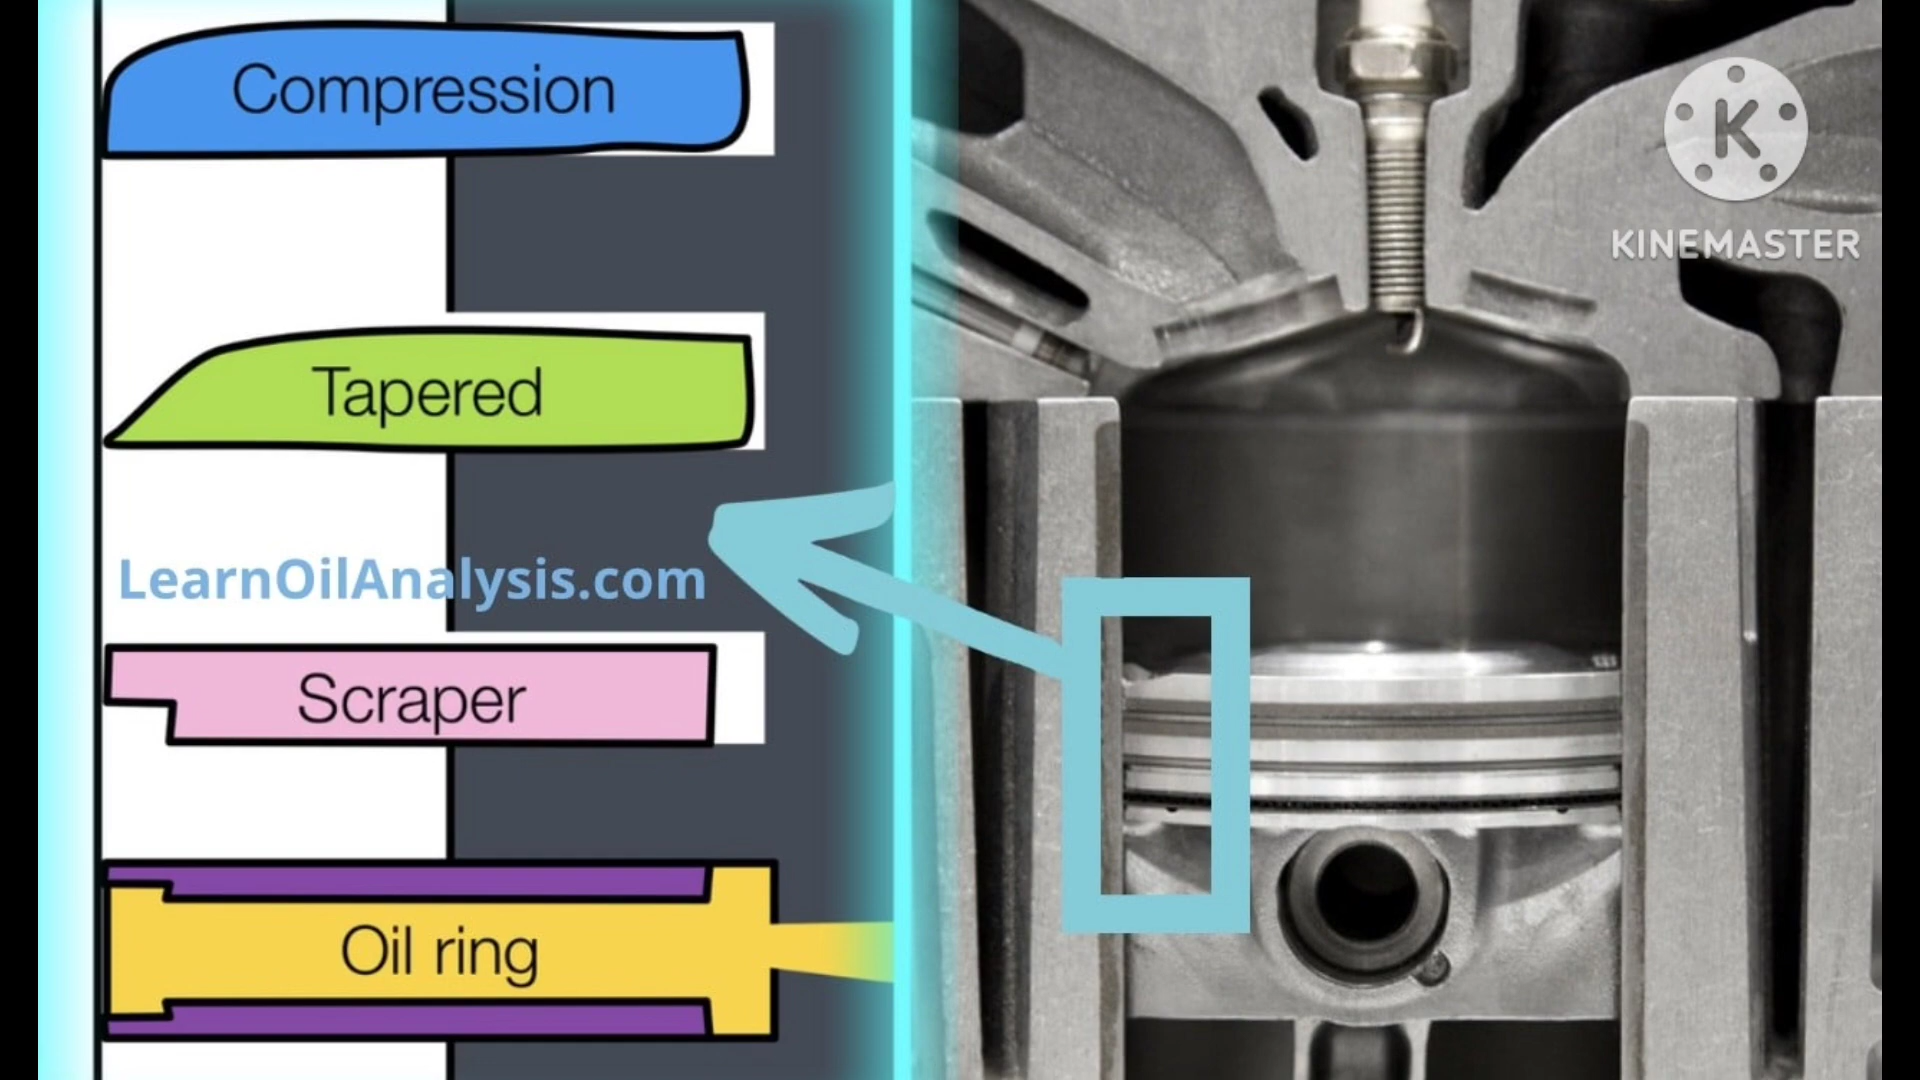 Compression
Tapered
LearnOilAnalysis.com
Scraper
Oil ring
K
KINEMASTER